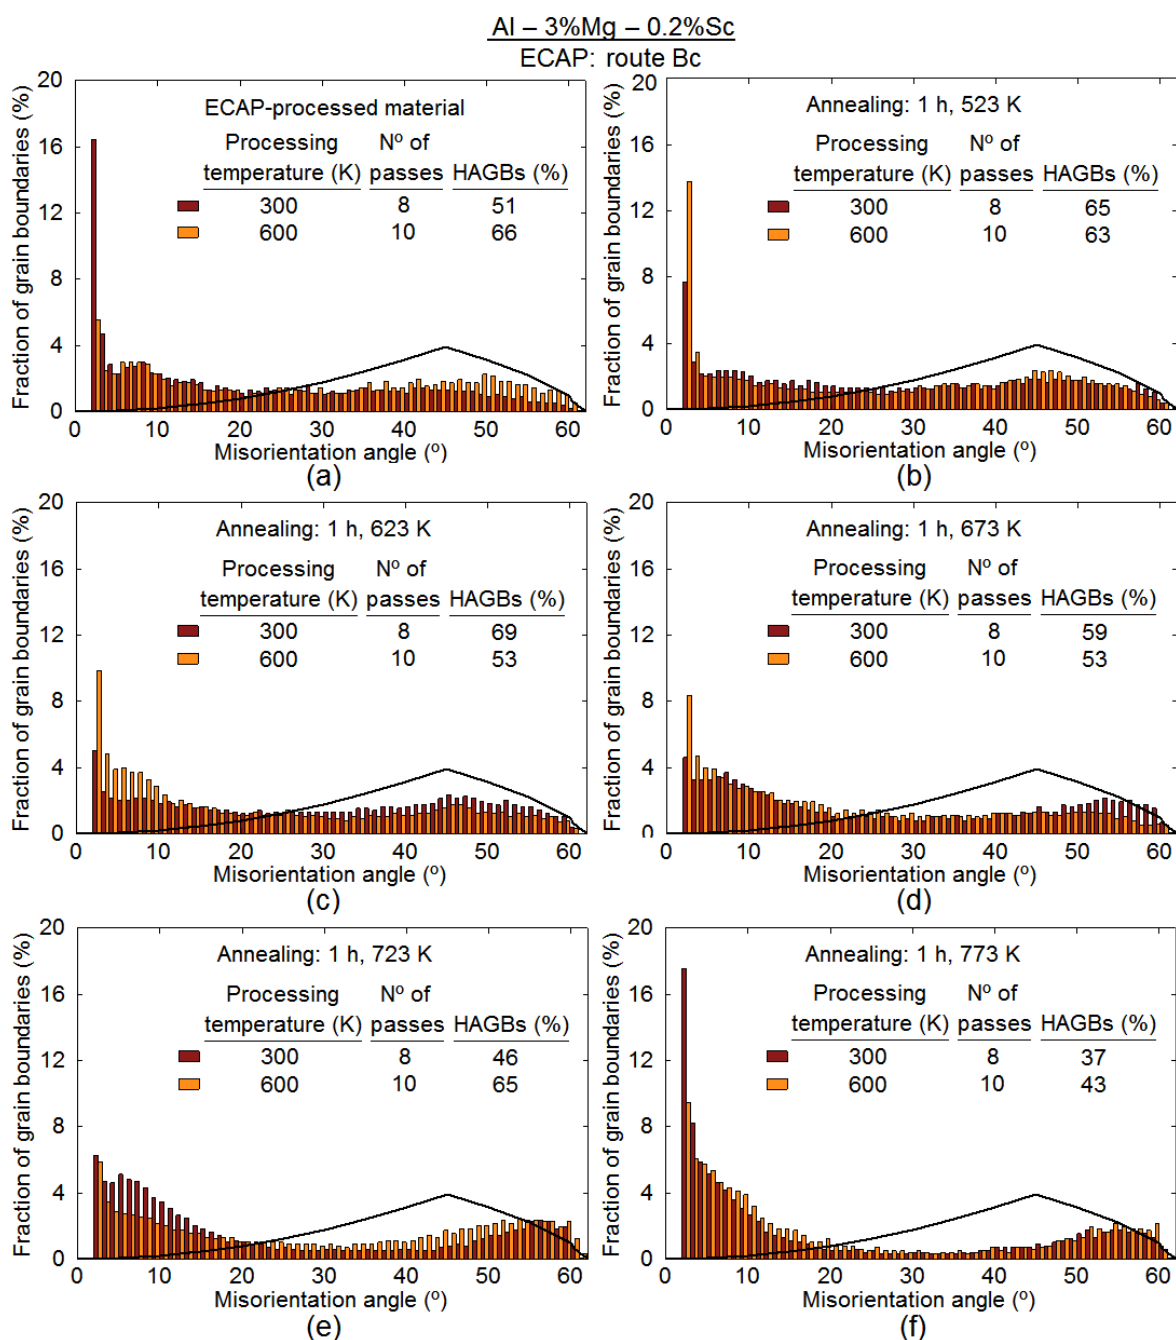 Al – 3%Mg – 0.2%Sc
ECAP: route Bc
Fraction of grain boundaries (%)
20
16
12
8
4
0
ECAP-processed material
Processing Nº of
temperature (K) passes HAGBs (%)
300 8 51
600 10 66
0 10 20 30 40 50 60
Misorientation angle (º)
(a)
Fraction of grain boundaries (%)
20
16
12
8
4
0
Annealing: 1 h, 523 K
Processing Nº of
temperature (K) passes HAGBs (%)
300 8 65
600 10 63
0 10 20 30 40 50 60
Misorientation angle (º)
(b)
Fraction of grain boundaries (%)
20
16
12
8
4
0
Annealing: 1 h, 623 K
Processing Nº of
temperature (K) passes HAGBs (%)
300 8 69
600 10 53
0 10 20 30 40 50 60
Misorientation angle (º)
(c)
Fraction of grain boundaries (%)
20
16
12
8
4
0
Annealing: 1 h, 673 K
Processing Nº of
temperature (K) passes HAGBs (%)
300 8 59
600 10 53
0 10 20 30 40 50 60
Misorientation angle (º)
(d)
Fraction of grain boundaries (%)
20
16
12
8
4
0
Annealing: 1 h, 723 K
Processing Nº of
temperature (K) passes HAGBs (%)
300 8 46
600 10 65
0 10 20 30 40 50 60
Misorientation angle (º)
(e)
Fraction of grain boundaries (%)
20
16
12
8
4
0
Annealing: 1 h, 773 K
Processing Nº of
temperature (K) passes HAGBs (%)
300 8 37
600 10 43
0 10 20 30 40 50 60
Misorientation angle (º)
(f)